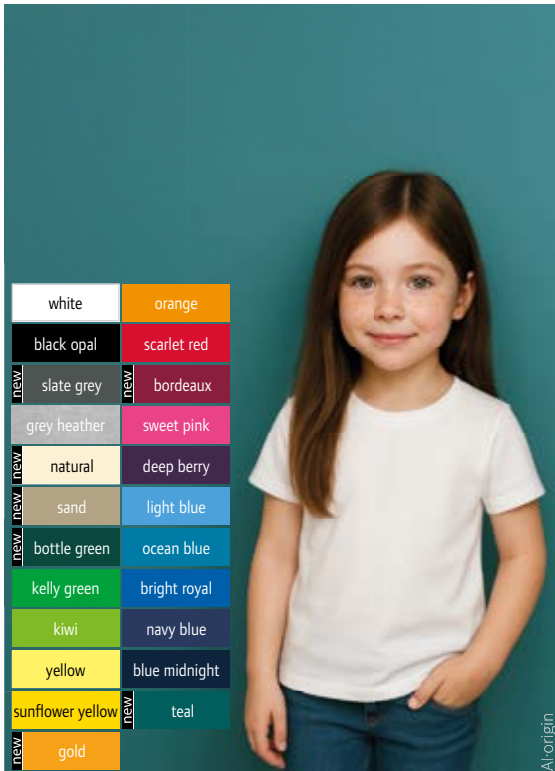 white
orange
black opal
scarlet red
new
slate grey
new
bordeaux
grey heather
sweet pink
new
natural
deep berry
new
sand
light blue
new
bottle green
ocean blue
kelly green
bright royal
kiwi
navy blue
yellow
blue midnight
sunflower yellow
new
teal
new
gold
AI·origin